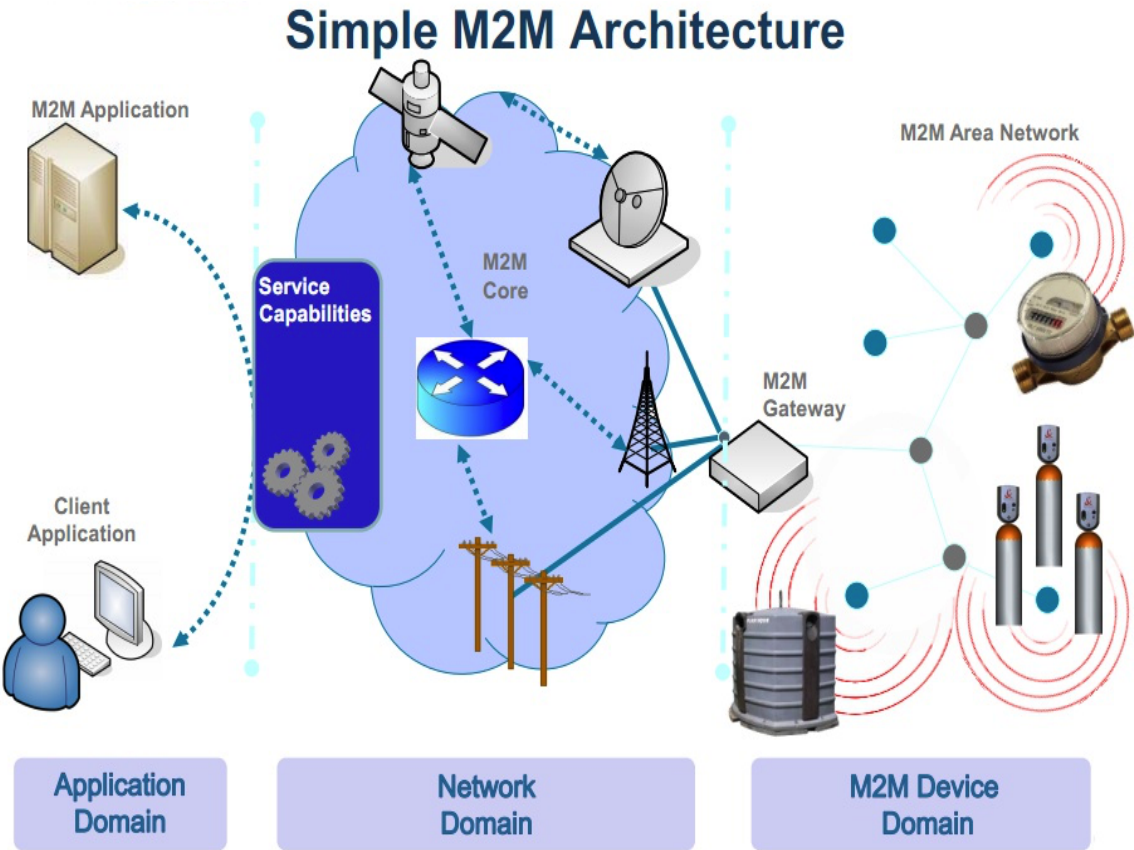 Simple M2M Architecture
M2M Application
M2M Area Network
M2M
Core
Service
Capabilities
M2M
Gateway
Client
Application
Application
Domain
Network
Domain
M2M Device
Domain